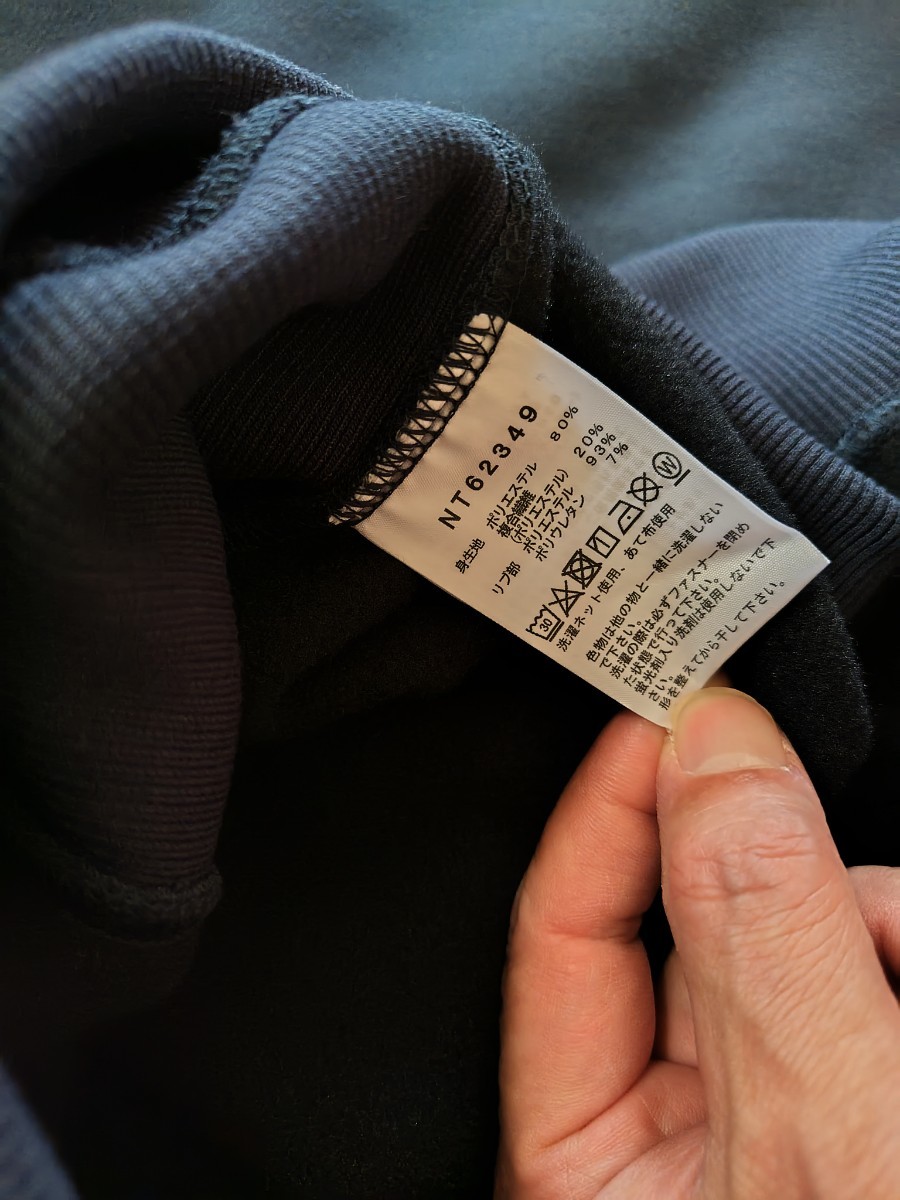 NT62349
身生地 ポリエステル 80%
複合繊維
(ポリエステル) 20%
リブ部 ポリエステル 93%
ポリウレタン 7%
30 W
洗濯ネット使用、あて布使用
色物は他の物と一緒に洗濯しない
で下さい。
洗濯の際は必ずファスナーを閉め
た状態で行って下さい。
蛍光剤入り洗剤は使用しないで下
さい。
形を整えてから干して下さい。